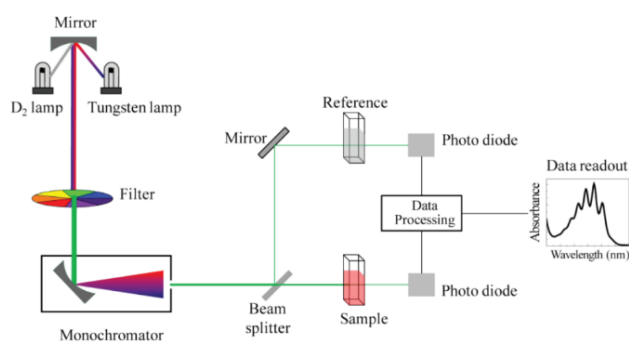 Mirror
D₂ lamp
Tungsten lamp
Filter
Monochromator
Mirror
Beam
splitter
Reference
Sample
Photo diode
Data
Processing
Photo diode
Data readout
Absorbance
Wavelength (nm)